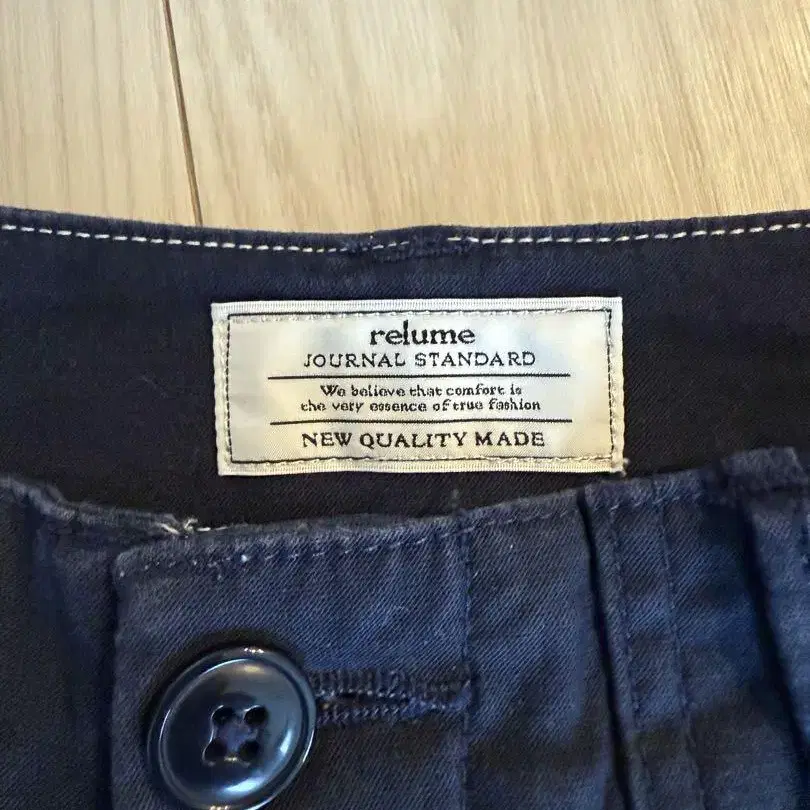 relume
JOURNAL STANDARD
We believe that comfort is
the very essence of true fashion
NEW QUALITY MADE